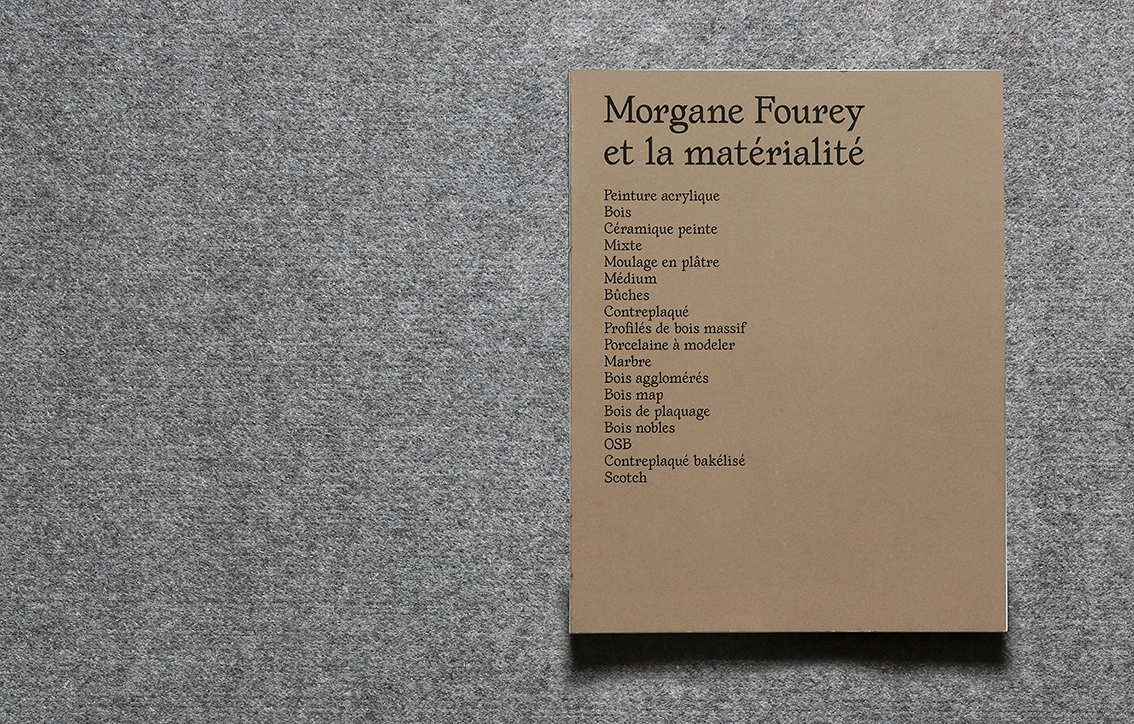 Morgane Fourey
et la matérialité
Peinture acrylique
Bois
Céramique peinte
Mixte
Moulage en plâtre
Médium
Bûches
Contreplaqué
Profilés de bois massif
Porcelaine à modeler
Marbre
Bois agglomérés
Bois map
Bois de plaquage
Bois nobles
OSB
Contreplaqué bakélisé
Scotch